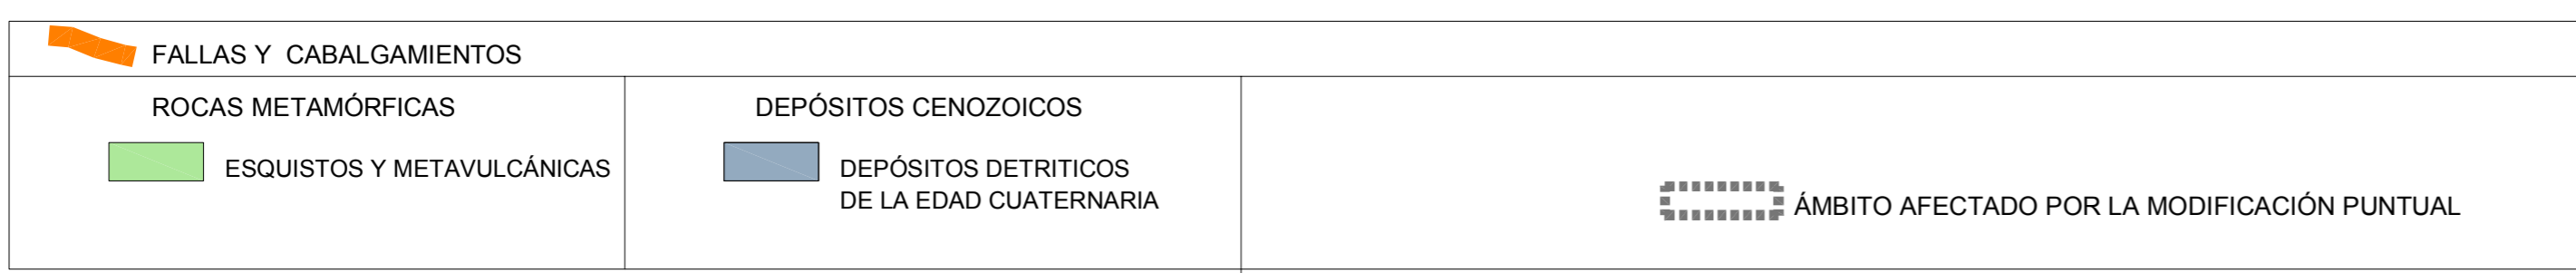 FALLAS Y CABALGAMIENTOS
ROCAS METAMÓRFICAS
ESQUISTOS Y METAVULCÁNICAS
DEPÓSITOS CENOZOICOS
DEPÓSITOS DETRITICOS
DE LA EDAD CUATERNARIA
ÁMBITO AFECTADO POR LA MODIFICACIÓN PUNTUAL